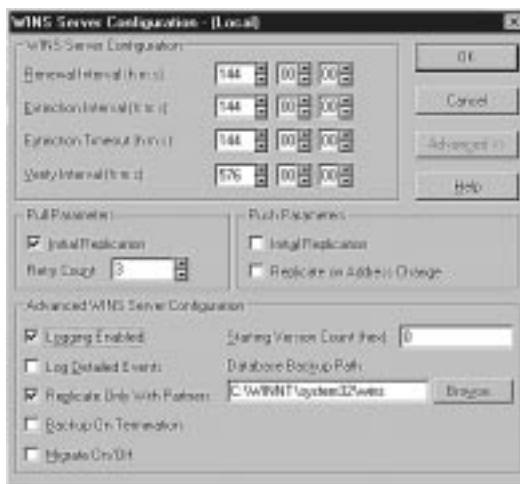 WINS Server Configuration - (Local)
WINS Server Configuration
Renewal Interval (h:m:s): 144 00 00
Extinction Interval (h:m:s): 144 00 00
Extinction Timeout (h:m:s): 144 00 00
Verify Interval (h:m:s): 576 00 00
OK
Cancel
Advanced >>
Help
Pull Parameters
Initial Replication
Retry Count: 3
Push Parameters
Initial Replication
Replicate on Address Change
Advanced WINS Server Configuration
Logging Enabled
Log Detailed Events
Replicate Only With Partners
Backup On Termination
Migrate On/Off
Starting Version Count (hex): 0
Database Backup Path:
C:\WINNT\system32\wins
Browse